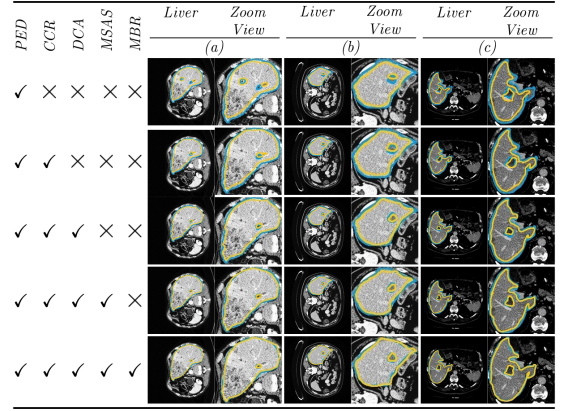 PED CCR DCA MSAS MBR Liver Zoom View Liver Zoom View Liver Zoom View
(a) (b) (c)
✓ × × × ×
✓ ✓ × × ×
✓ ✓ ✓ × ×
✓ ✓ ✓ ✓ ×
✓ ✓ ✓ ✓ ✓